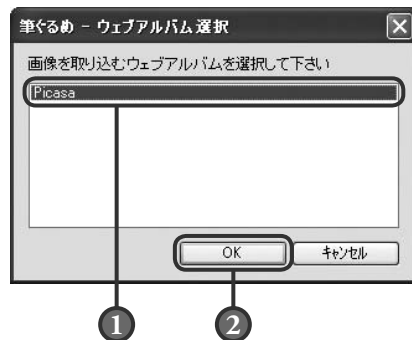 筆ぐるめ - ウェブアルバム選択
画像を取り込むウェブアルバムを選択して下さい
Picasa
OK キャンセル
1 2